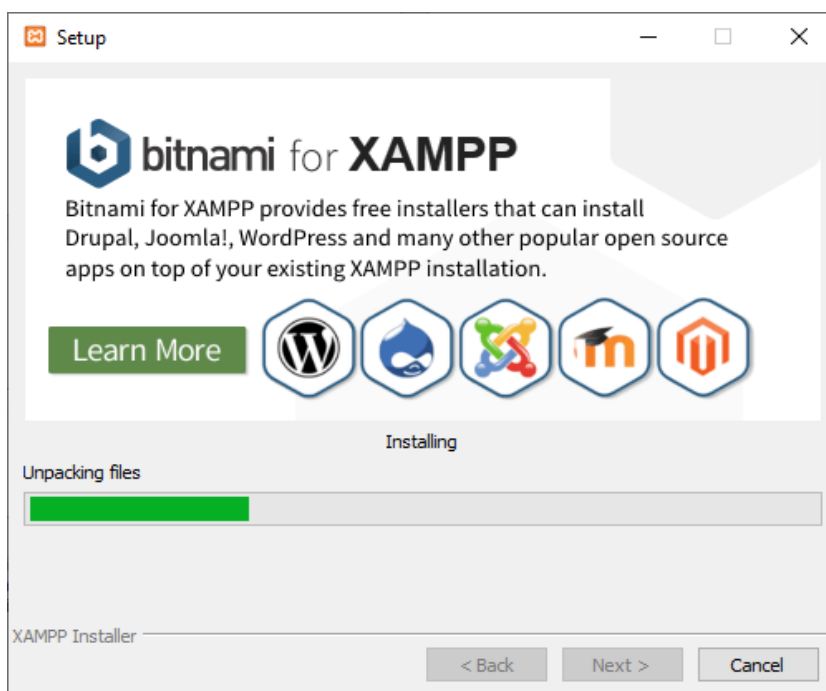 Setup
bitnami for XAMPP
Bitnami for XAMPP provides free installers that can install
Drupal, Joomla!, WordPress and many other popular open source
apps on top of your existing XAMPP installation.
Learn More
Installing
Unpacking files
XAMPP Installer
< Back
Next >
Cancel